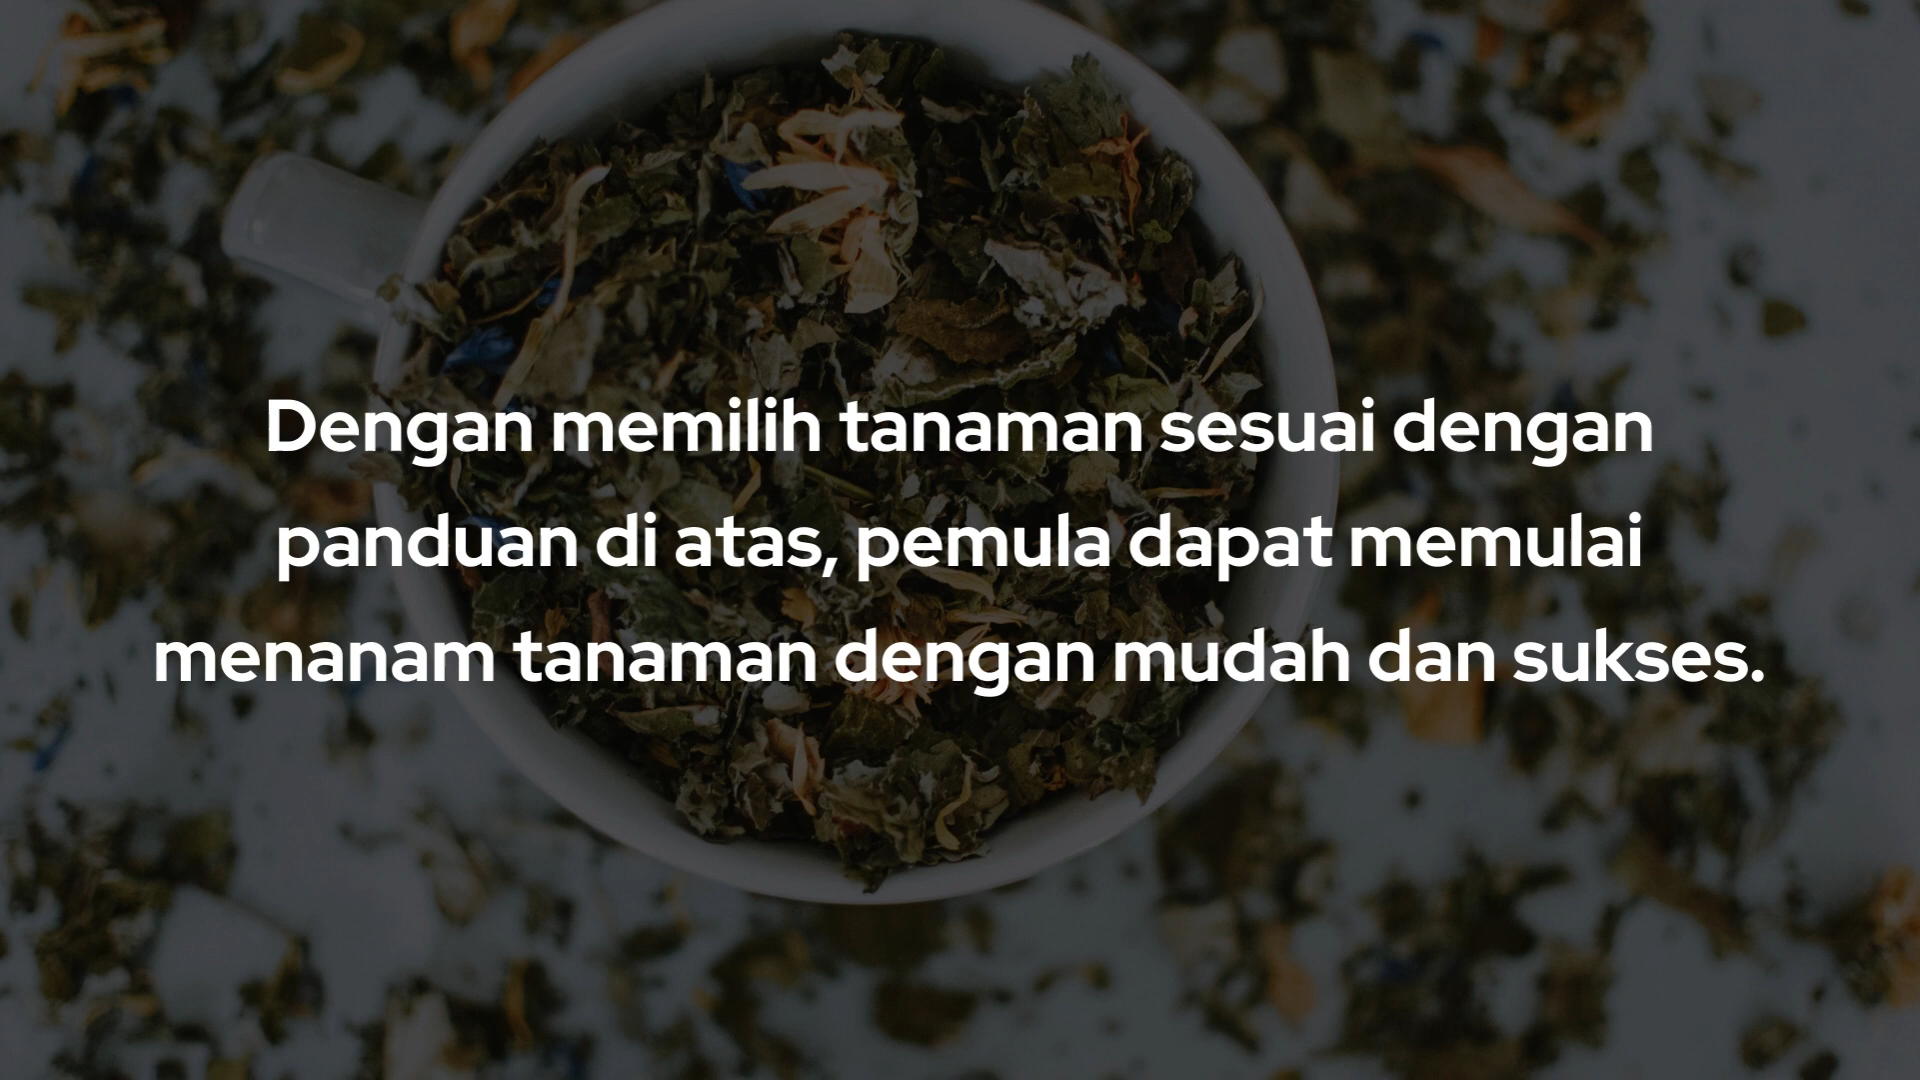 Dengan memilih tanaman sesuai dengan
panduan di atas, pemula dapat memulai
menanam tanaman dengan mudah dan sukses.